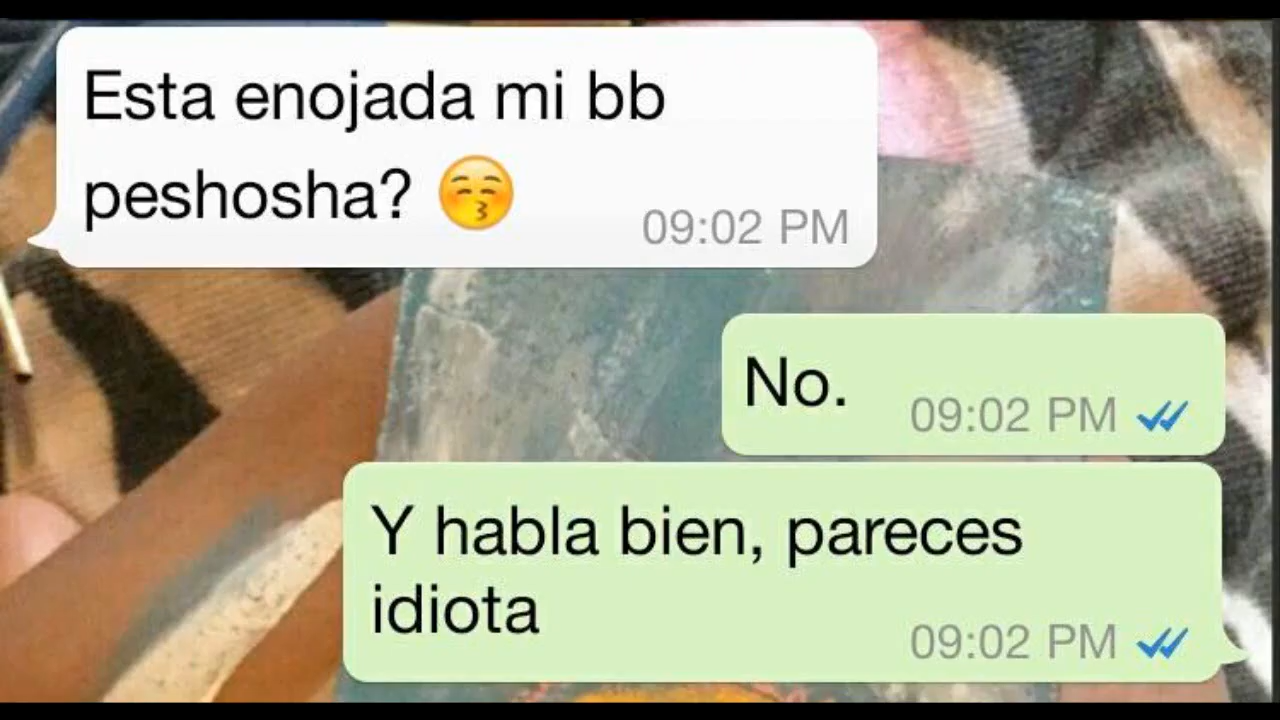 Esta enojada mi bb
peshosha? 😚
09:02 PM
No.
09:02 PM
Y habla bien, pareces
idiota
09:02 PM